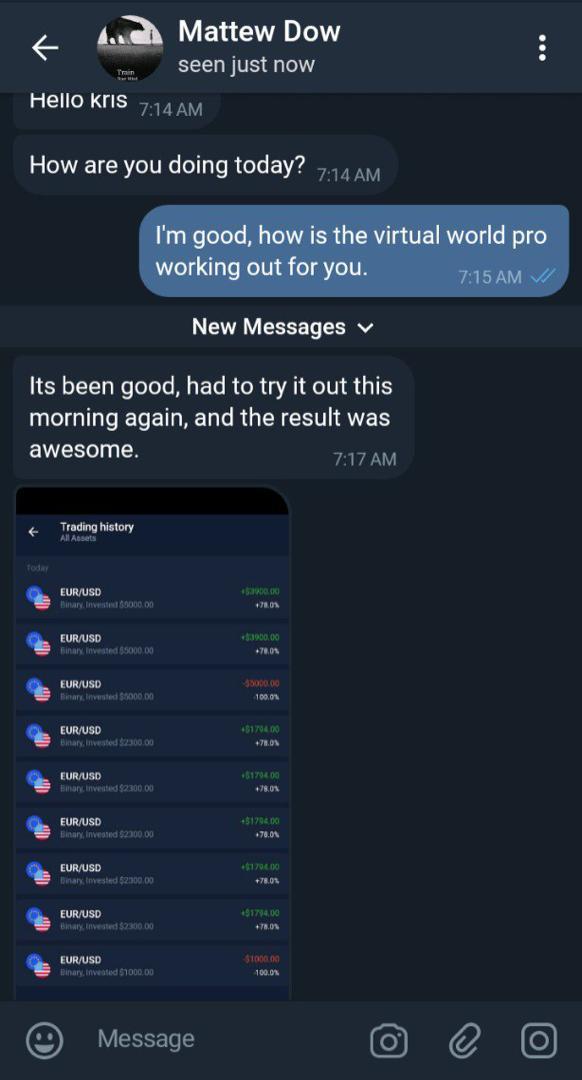 Mattew Dow
seen just now
Train
Your Mind
Hello kris 7:14 AM
How are you doing today? 7:14 AM
I'm good, how is the virtual world pro
working out for you. 7:15 AM
New Messages
Its been good, had to try it out this
morning again, and the result was
awesome. 7:17 AM
Trading history
All Assets
Today
EUR/USD +$3900.00
Binary, Invested $5000.00 +78.0%
EUR/USD +$3900.00
Binary, Invested $5000.00 +78.0%
EUR/USD -$5000.00
Binary, Invested $5000.00 -100.0%
EUR/USD +$1794.00
Binary, Invested $2300.00 +78.0%
EUR/USD +$1794.00
Binary, Invested $2300.00 +78.0%
EUR/USD +$1794.00
Binary, Invested $2300.00 +78.0%
EUR/USD +$1794.00
Binary, Invested $2300.00 +78.0%
EUR/USD +$1794.00
Binary, Invested $2300.00 +78.0%
EUR/USD -$1000.00
Binary, Invested $1000.00 -100.0%
Message